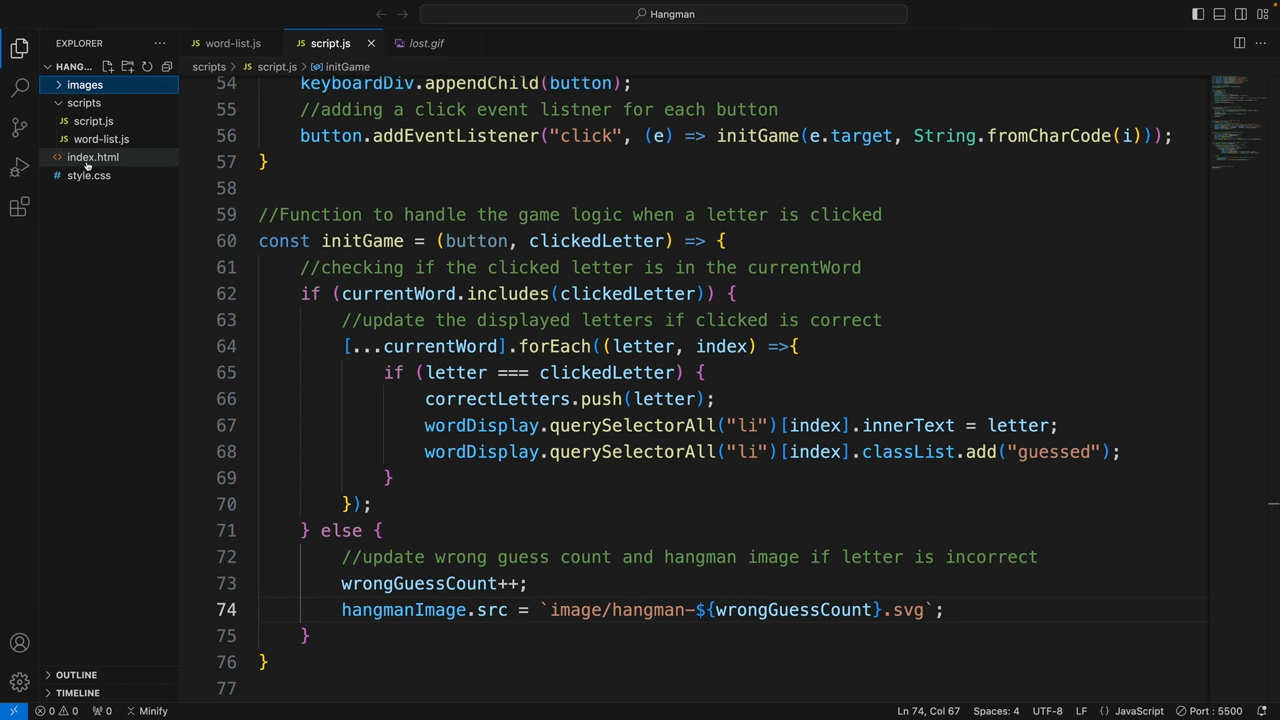 Hangman
EXPLORER
word-list.js
script.js
lost.gif
HANG...
scripts > script.js > initGame
images
scripts
script.js
word-list.js
index.html
style.css
54 keyboardDiv.appendChild(button);
55 //adding a click event listner for each button
56 button.addEventListener("click", (e) => initGame(e.target, String.fromCharCode(i)));
57 }
58
59 //Function to handle the game logic when a letter is clicked
60 const initGame = (button, clickedLetter) => {
61 //checking if the clicked letter is in the currentWord
62 if (currentWord.includes(clickedLetter)) {
63 //update the displayed letters if clicked is correct
64 [...currentWord].forEach((letter, index) =>{
65 if (letter === clickedLetter) {
66 correctLetters.push(letter);
67 wordDisplay.querySelectorAll("li")[index].innerText = letter;
68 wordDisplay.querySelectorAll("li")[index].classList.add("guessed");
69 }
70 });
71 } else {
72 //update wrong guess count and hangman image if letter is incorrect
73 wrongGuessCount++;
74 hangmanImage.src = `image/hangman-${wrongGuessCount}.svg`;
75 }
76 }
77
OUTLINE
TIMELINE
0 0 0 Minify
Ln 74, Col 67 Spaces: 4 UTF-8 LF {} JavaScript Port : 5500